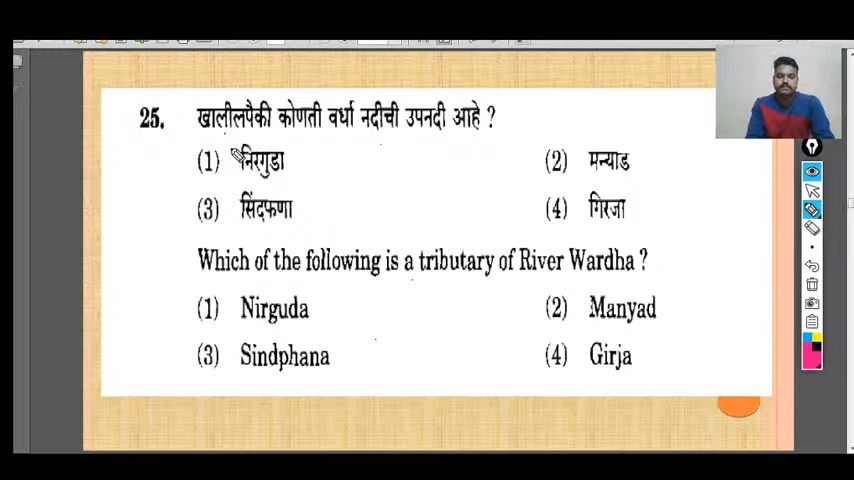 25. खालीलपैकी कोणती वर्धा नदीची उपनदी आहे ?
(1) निरगुडा (2) मन्याड
(3) सिंदफणा (4) गिरजा
Which of the following is a tributary of River Wardha ?
(1) Nirguda (2) Manyad
(3) Sindphana (4) Girja